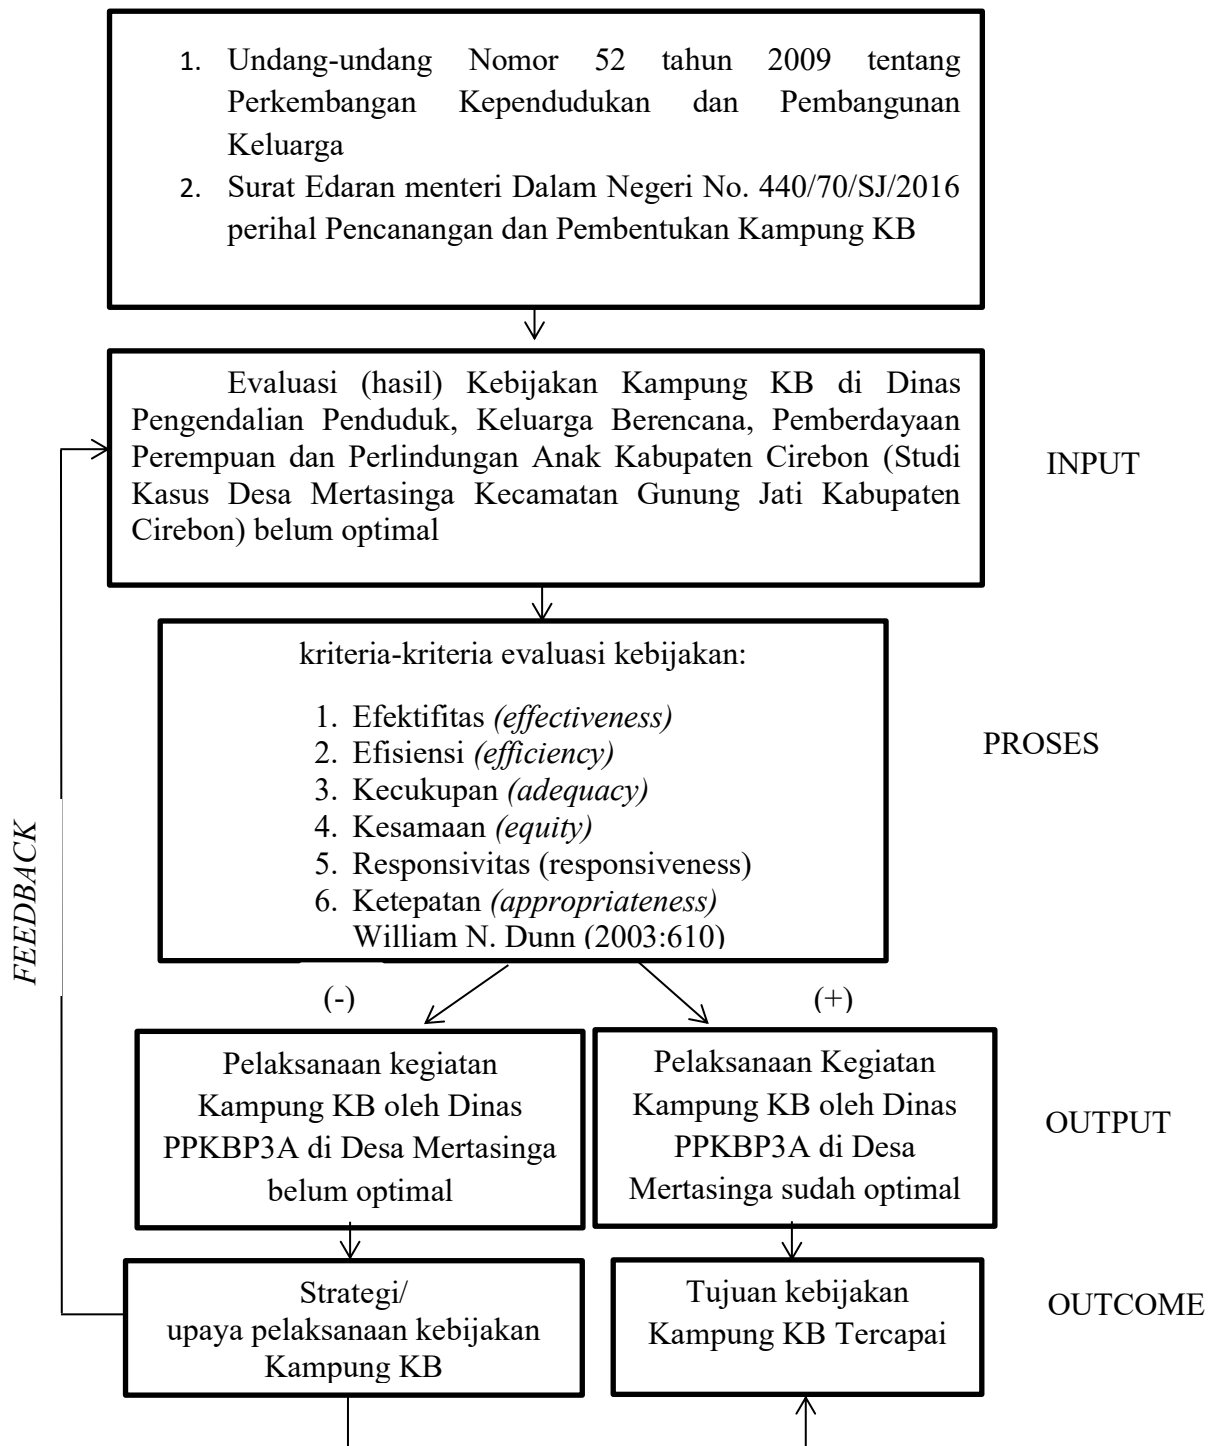 1. Undang-undang Nomor 52 tahun 2009 tentang
Perkembangan Kependudukan dan Pembangunan
Keluarga
2. Surat Edaran menteri Dalam Negeri No. 440/70/SJ/2016
perihal Pencanangan dan Pembentukan Kampung KB
Evaluasi (hasil) Kebijakan Kampung KB di Dinas
Pengendalian Penduduk, Keluarga Berencana, Pemberdayaan
Perempuan dan Perlindungan Anak Kabupaten Cirebon (Studi
Kasus Desa Mertasinga Kecamatan Gunung Jati Kabupaten
Cirebon) belum optimal
INPUT
kriteria-kriteria evaluasi kebijakan:
1. Efektifitas (effectiveness)
2. Efisiensi (efficiency)
3. Kecukupan (adequacy)
4. Kesamaan (equity)
5. Responsivitas (responsiveness)
6. Ketepatan (appropriateness)
William N. Dunn (2003:610)
PROSES
FEEDBACK
(-)
(+)
Pelaksanaan kegiatan
Kampung KB oleh Dinas
PPKBP3A di Desa Mertasinga
belum optimal
Pelaksanaan Kegiatan
Kampung KB oleh Dinas
PPKBP3A di Desa
Mertasinga sudah optimal
OUTPUT
Strategi/
upaya pelaksanaan kebijakan
Kampung KB
Tujuan kebijakan
Kampung KB Tercapai
OUTCOME